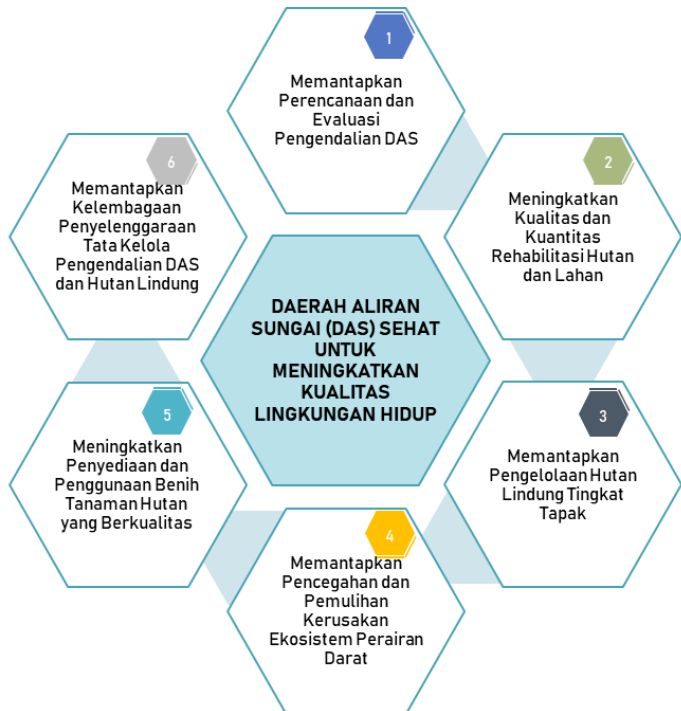 1
Memantapkan
Perencanaan dan
Evaluasi
Pengendalian DAS
2
Meningkatkan
Kualitas dan
Kuantitas
Rehabilitasi Hutan
dan Lahan
3
Memantapkan
Pengelolaan Hutan
Lindung Tingkat
Tapak
4
Memantapkan
Pencegahan dan
Pemulihan
Kerusakan
Ekosistem Perairan
Darat
5
Meningkatkan
Penyediaan dan
Penggunaan Benih
Tanaman Hutan
yang Berkualitas
6
Memantapkan
Kelembagaan
Penyelenggaraan
Tata Kelola
Pengendalian DAS
dan Hutan Lindung
DAERAH ALIRAN
SUNGAI (DAS) SEHAT
UNTUK
MENINGKATKAN
KUALITAS
LINGKUNGAN HIDUP